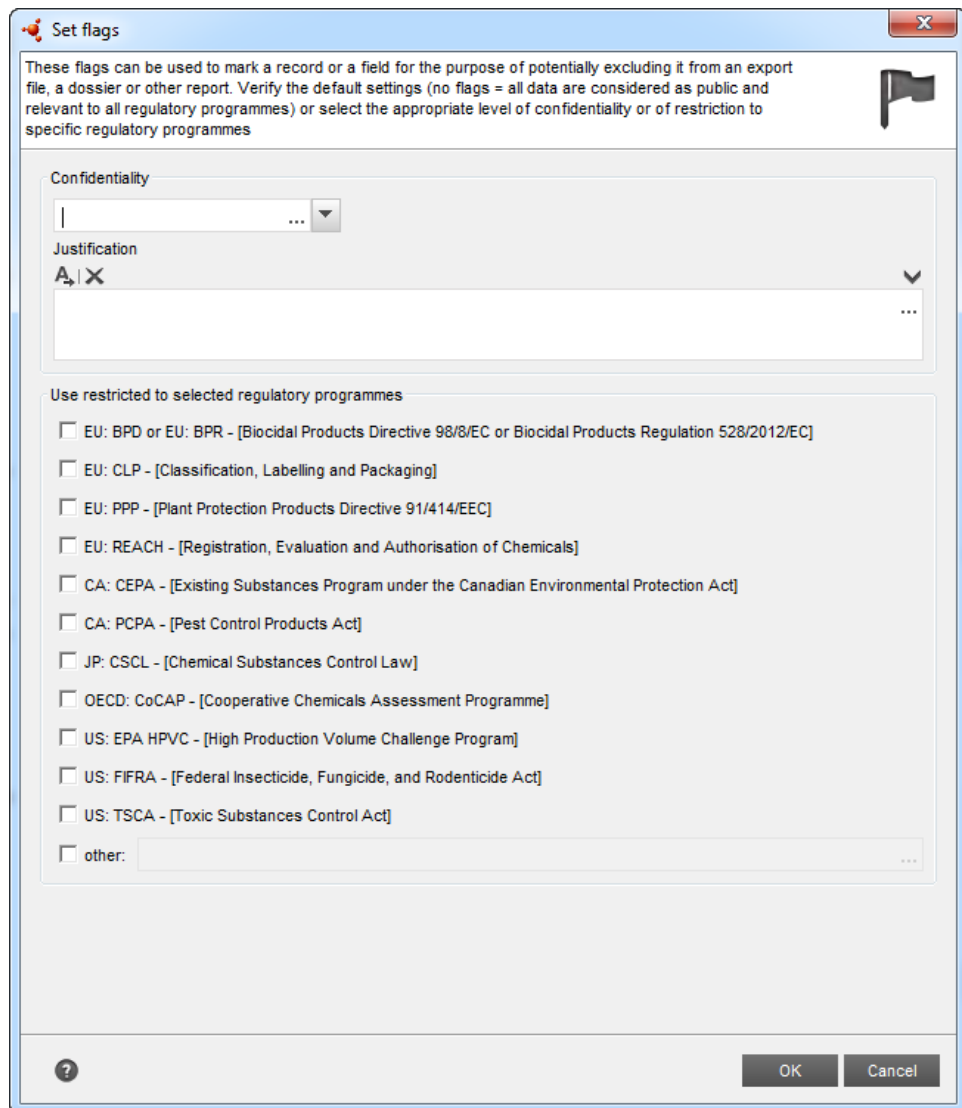 Set flags
These flags can be used to mark a record or a field for the purpose of potentially excluding it from an export
file, a dossier or other report. Verify the default settings (no flags = all data are considered as public and
relevant to all regulatory programmes) or select the appropriate level of confidentiality or of restriction to
specific regulatory programmes
Confidentiality
...
Justification
A
...
Use restricted to selected regulatory programmes
EU: BPD or EU: BPR - [Biocidal Products Directive 98/8/EC or Biocidal Products Regulation 528/2012/EC]
EU: CLP - [Classification, Labelling and Packaging]
EU: PPP - [Plant Protection Products Directive 91/414/EEC]
EU: REACH - [Registration, Evaluation and Authorisation of Chemicals]
CA: CEPA - [Existing Substances Program under the Canadian Environmental Protection Act]
CA: PCPA - [Pest Control Products Act]
JP: CSCL - [Chemical Substances Control Law]
OECD: CoCAP - [Cooperative Chemicals Assessment Programme]
US: EPA HPVC - [High Production Volume Challenge Program]
US: FIFRA - [Federal Insecticide, Fungicide, and Rodenticide Act]
US: TSCA - [Toxic Substances Control Act]
other: ...
? OK Cancel